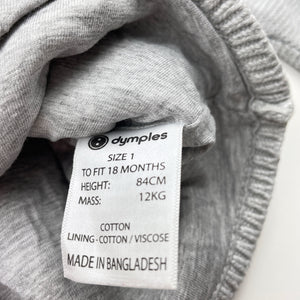 dymples
SIZE 1
TO FIT 18 MONTHS
HEIGHT: 84CM
MASS: 12KG
COTTON
LINING - COTTON / VISCOSE
MADE IN BANGLADESH